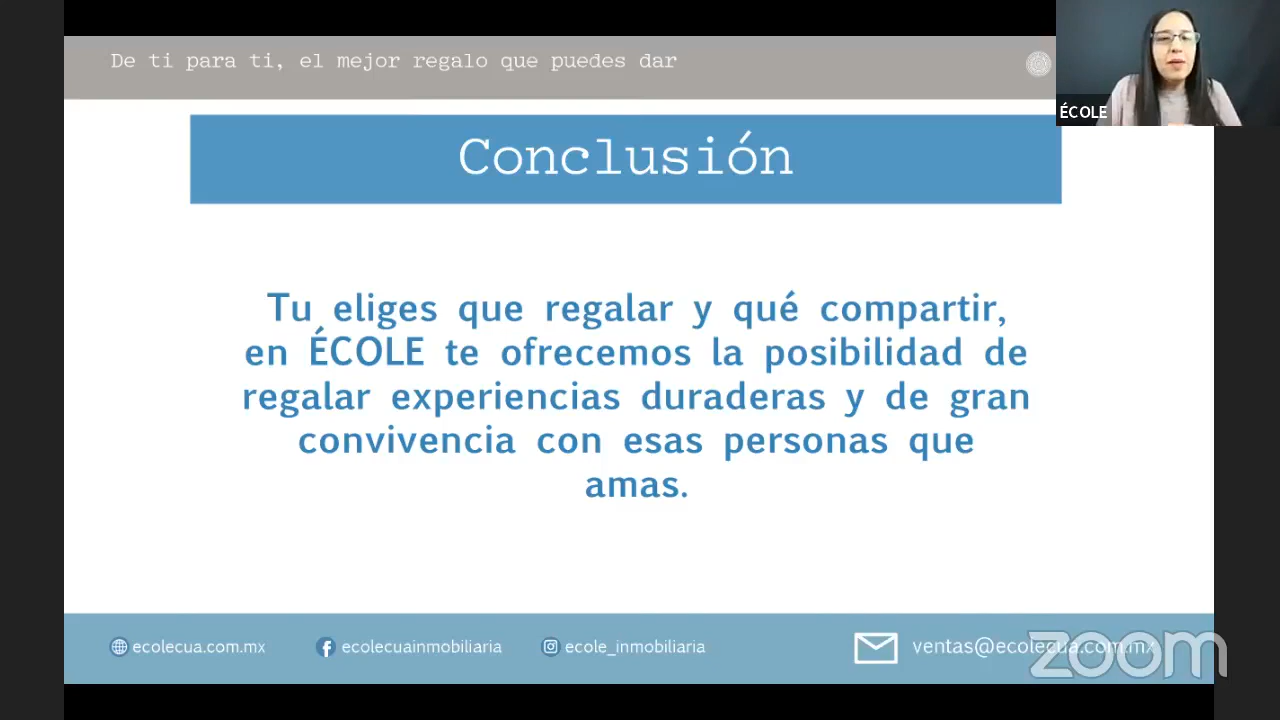 De ti para ti, el mejor regalo que puedes dar
ÉCOLE
Conclusión
Tu eliges que regalar y qué compartir,
en ÉCOLE te ofrecemos la posibilidad de
regalar experiencias duraderas y de gran
convivencia con esas personas que
amas.
ecolecua.com.mx
ecolecuainmobiliaria
ecole_inmobiliaria
ventas@ecolecua.com.mx
zoom